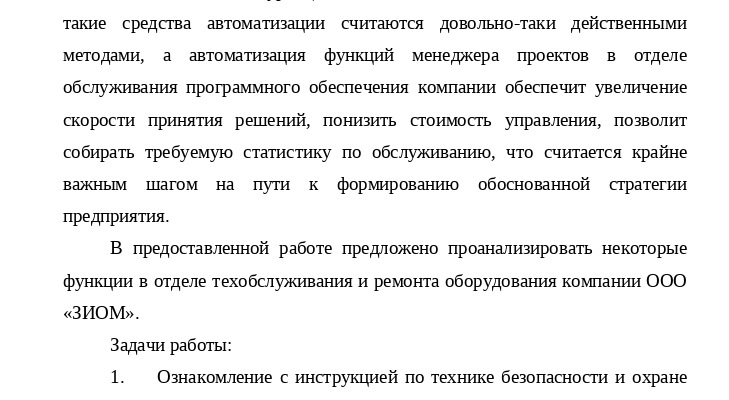 такие средства автоматизации считаются довольно-таки действенными
методами, а автоматизация функций менеджера проектов в отделе
обслуживания программного обеспечения компании обеспечит увеличение
скорости принятия решений, понизить стоимость управления, позволит
собирать требуемую статистику по обслуживанию, что считается крайне
важным шагом на пути к формированию обоснованной стратегии
предприятия.
В предоставленной работе предложено проанализировать некоторые
функции в отделе техобслуживания и ремонта оборудования компании ООО
«ЗИОМ».
Задачи работы:
1. Ознакомление с инструкцией по технике безопасности и охране